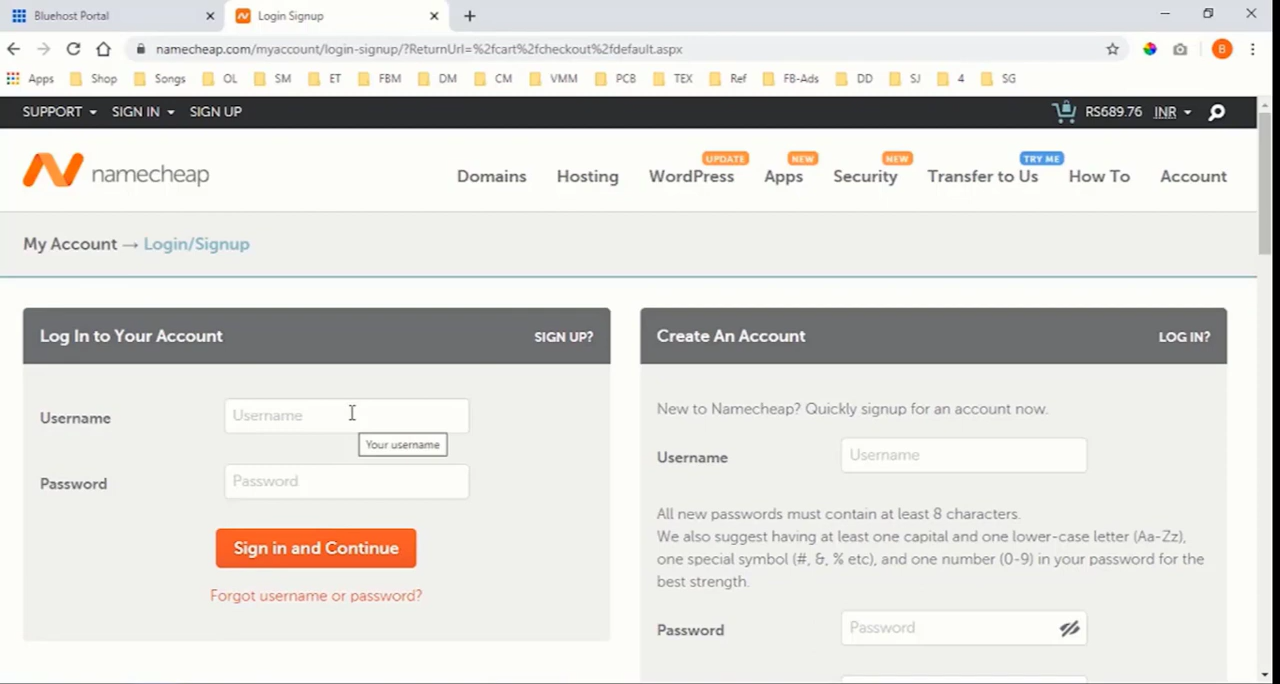 Bluehost Portal
Login Signup
namecheap.com/myaccount/login-signup/?ReturnUrl=%2fcart%2fcheckout%2fdefault.aspx
B
Apps Shop Songs OL SM ET FBM DM CM VMM PCB TEX Ref FB-Ads DD SJ 4 SG
SUPPORT SIGN IN SIGN UP RS689.76 INR
UPDATE NEW NEW TRY ME
namecheap Domains Hosting WordPress Apps Security Transfer to Us How To Account
My Account → Login/Signup
Log In to Your Account SIGN UP?
Username Username
Your username
Password Password
Sign in and Continue
Forgot username or password?
Create An Account LOG IN?
New to Namecheap? Quickly signup for an account now.
Username Username
All new passwords must contain at least 8 characters.
We also suggest having at least one capital and one lower-case letter (Aa-Zz),
one special symbol (#, &, % etc), and one number (0-9) in your password for the
best strength.
Password Password